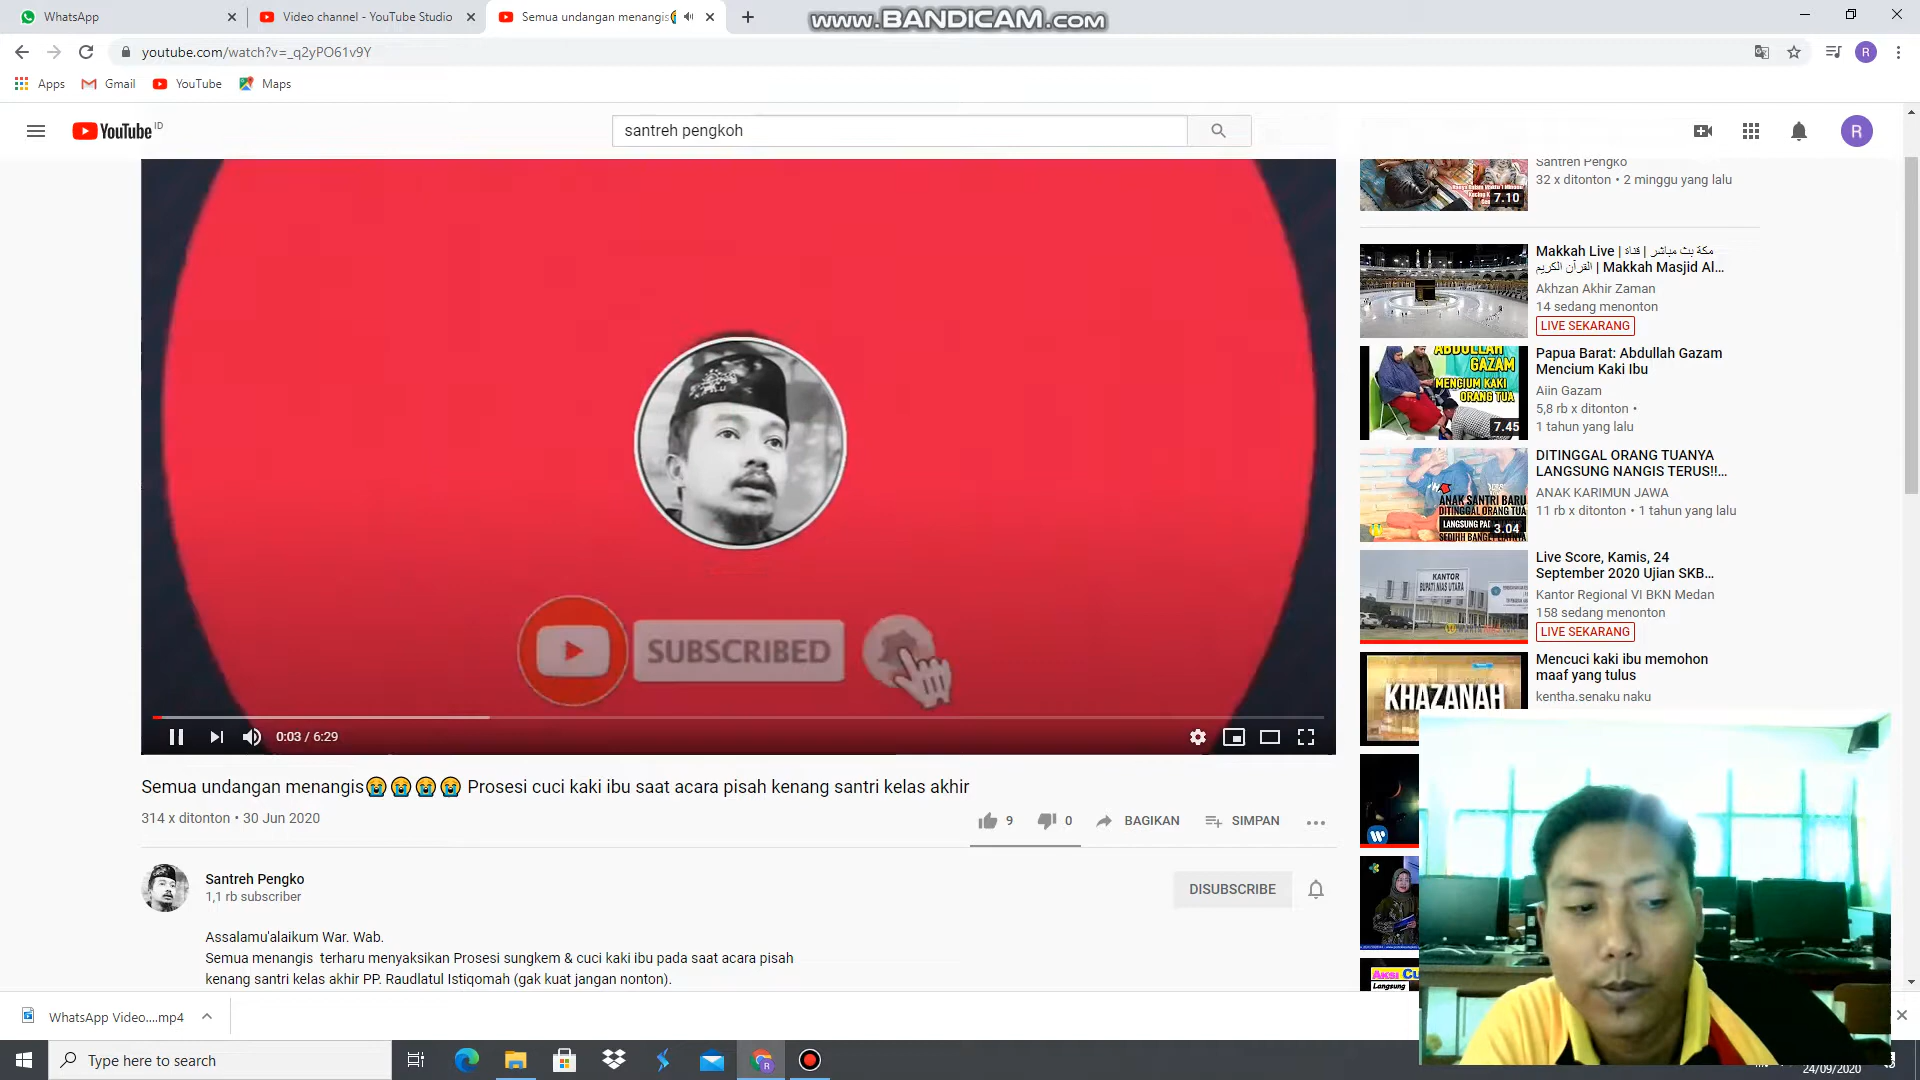 WhatsApp
Video channel - YouTube Studio
Semua undangan menangis
www.BANDICAM.com
youtube.com/watch?v=_q2yPO61v9Y
R
Apps
Gmail
YouTube
Maps
YouTube ID
santreh pengkoh
R
SUBSCRIBED
0:03 / 6:29
Semua undangan menangis😭😭😭😭 Prosesi cuci kaki ibu saat acara pisah kenang santri kelas akhir
314 x ditonton • 30 Jun 2020
9
0
BAGIKAN
SIMPAN
Santreh Pengko
1,1 rb subscriber
DISUBSCRIBE
Assalamu'alaikum War. Wab.
Semua menangis terharu menyaksikan Prosesi sungkem & cuci kaki ibu pada saat acara pisah
kenang santri kelas akhir PP. Raudlatul Istiqomah (gak kuat jangan nonton).
Santreh Pengko
32 x ditonton • 2 minggu yang lalu
7.10
Makkah Live | مكة بث مباشر | قناة
القرآن الكريم | Makkah Masjid Al...
Akhzan Akhir Zaman
14 sedang menonton
LIVE SEKARANG
ABDULLAH
GAZAM
MENCIUM KAKI
ORANG TUA
7.45
Papua Barat: Abdullah Gazam
Mencium Kaki Ibu
Aiin Gazam
5,8 rb x ditonton •
1 tahun yang lalu
ANAK SANTRI BARU
DITINGGAL ORANG TUA
3.04
DITINGGAL ORANG TUANYA
LANGSUNG NANGIS TERUS!!...
ANAK KARIMUN JAWA
11 rb x ditonton • 1 tahun yang lalu
KANTOR
BUPATI NIAS UTARA
Live Score, Kamis, 24
September 2020 Ujian SKB...
Kantor Regional VI BKN Medan
158 sedang menonton
LIVE SEKARANG
KHAZANAH
Mencuci kaki ibu memohon
maaf yang tulus
kentha.senaku naku
AKSI CU
Langsung
WhatsApp Video....mp4
Type here to search
24/09/2020